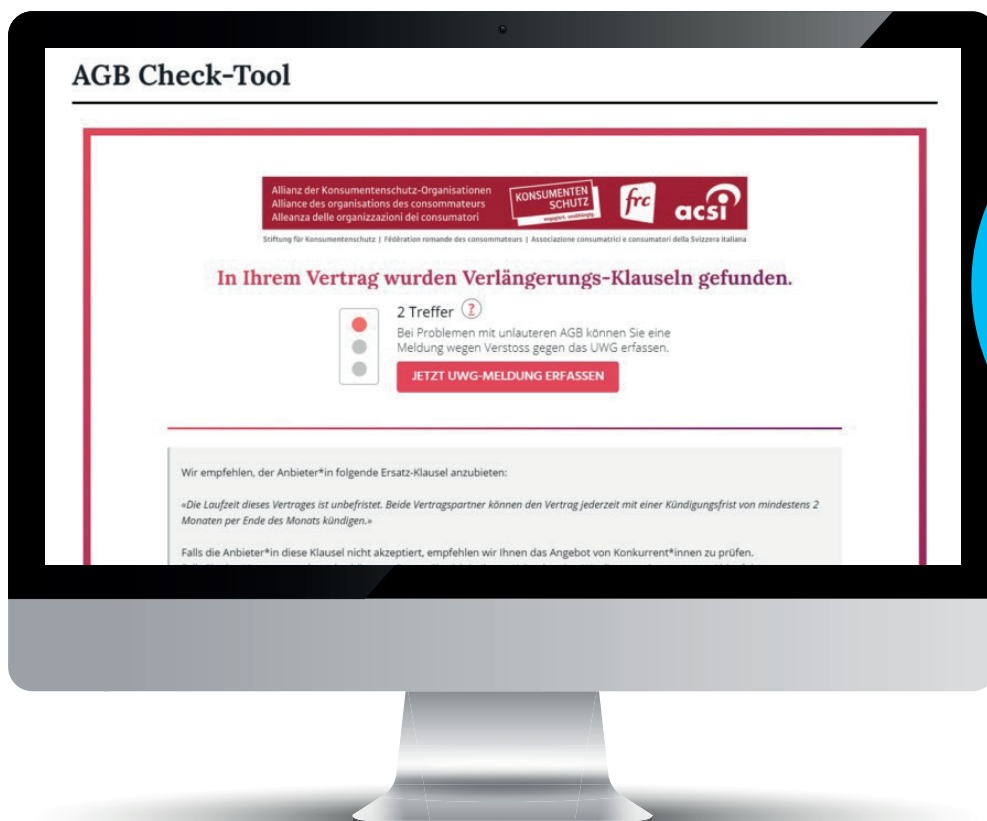 AGB Check-Tool
Allianz der Konsumentenschutz-Organisationen
Alliance des organisations des consommateurs
Alleanza delle organizzazioni dei consumatori
KONSUMENTEN
SCHUTZ
engagiert. unabhängig.
frc
acsi
Stiftung für Konsumentenschutz | Fédération romande des consommateurs | Associazione consumatrici e consumatori della Svizzera italiana
In Ihrem Vertrag wurden Verlängerungs-Klauseln gefunden.
2 Treffer ?
Bei Problemen mit unlauteren AGB können Sie eine
Meldung wegen Verstoss gegen das UWG erfassen.
JETZT UWG-MELDUNG ERFASSEN
Wir empfehlen, der Anbieter*in folgende Ersatz-Klausel anzubieten:
«Die Laufzeit dieses Vertrages ist unbefristet. Beide Vertragspartner können den Vertrag jederzeit mit einer Kündigungsfrist von mindestens 2
Monaten per Ende des Monats kündigen.»
Falls die Anbieter*in diese Klausel nicht akzeptiert, empfehlen wir Ihnen das Angebot von Konkurrent*innen zu prüfen.